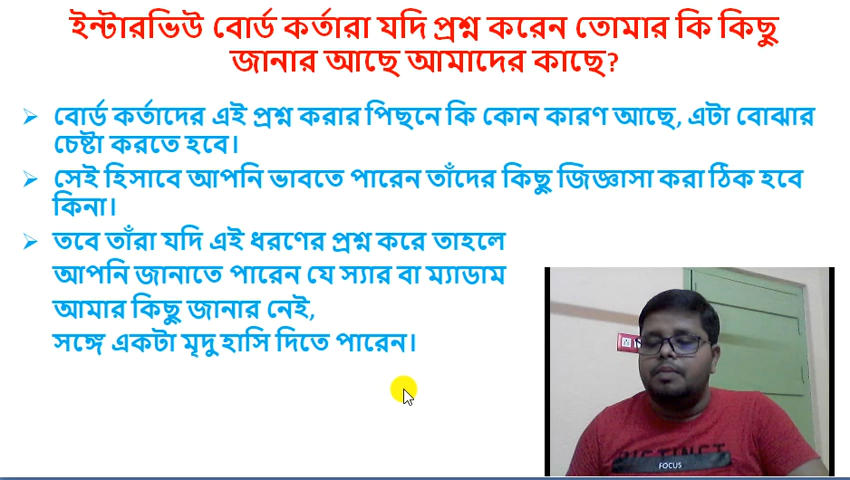 ইন্টারভিউ বোর্ড কর্তারা যদি প্রশ্ন করেন তোমার কি কিছু
জানার আছে আমাদের কাছে?
➢ বোর্ড কর্তাদের এই প্রশ্ন করার পিছনে কি কোন কারণ আছে, এটা বোঝার
চেষ্টা করতে হবে।
➢ সেই হিসাবে আপনি ভাবতে পারেন তাঁদের কিছু জিজ্ঞাসা করা ঠিক হবে
কিনা।
➢ তবে তাঁরা যদি এই ধরণের প্রশ্ন করে তাহলে
আপনি জানাতে পারেন যে স্যার বা ম্যাডাম
আমার কিছু জানার নেই,
সঙ্গে একটা মৃদু হাসি দিতে পারেন।
FOCUS